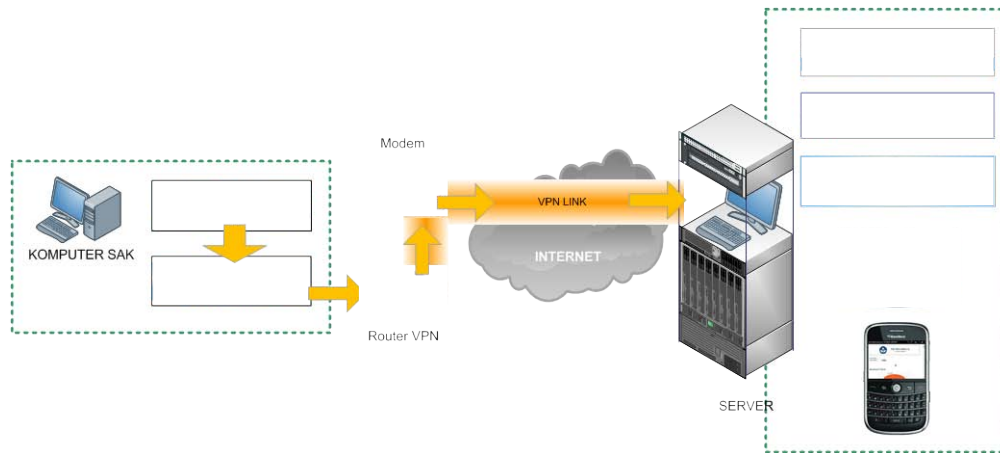 Modem
KOMPUTER SAK
VPN LINK
INTERNET
Router VPN
SERVER